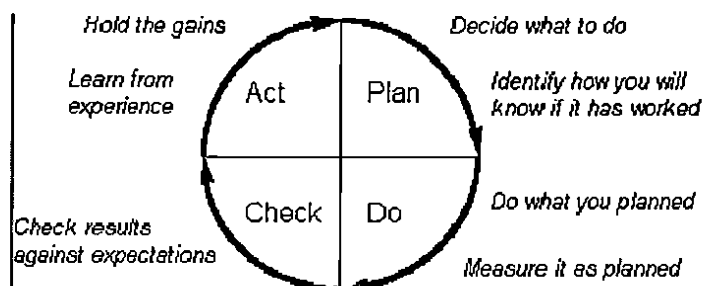 Hold the gains
Decide what to do
Learn from
experience
Act
Plan
Identify how you will
know if it has worked
Check
Do
Do what you planned
Check results
against expectations
Measure it as planned